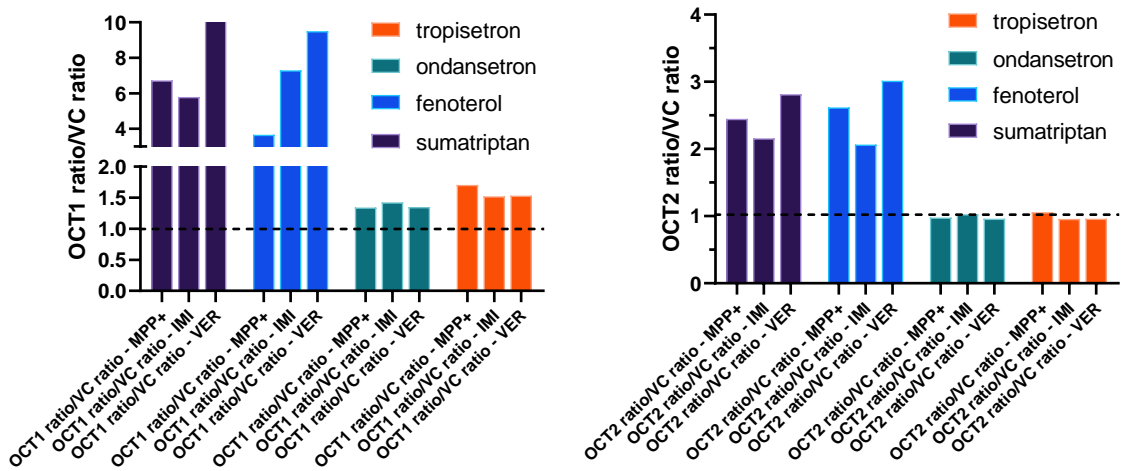 OCT1 ratio/VC ratio
10
8
6
4
2.0
1.5
1.0
0.5
0.0
tropisetron
ondansetron
fenoterol
sumatriptan
OCT1 ratio/VC ratio - MPP+
OCT1 ratio/VC ratio - IMI
OCT1 ratio/VC ratio - VER
OCT1 ratio/VC ratio - MPP+
OCT1 ratio/VC ratio - IMI
OCT1 ratio/VC ratio - VER
OCT1 ratio/VC ratio - MPP+
OCT1 ratio/VC ratio - IMI
OCT1 ratio/VC ratio - VER
OCT1 ratio/VC ratio - MPP+
OCT1 ratio/VC ratio - IMI
OCT1 ratio/VC ratio - VER
OCT2 ratio/VC ratio
4
3
2
1
0
tropisetron
ondansetron
fenoterol
sumatriptan
OCT2 ratio/VC ratio - MPP+
OCT2 ratio/VC ratio - IMI
OCT2 ratio/VC ratio - VER
OCT2 ratio/VC ratio - MPP+
OCT2 ratio/VC ratio - IMI
OCT2 ratio/VC ratio - VER
OCT2 ratio/VC ratio - MPP+
OCT2 ratio/VC ratio - IMI
OCT2 ratio/VC ratio - VER
OCT2 ratio/VC ratio - MPP+
OCT2 ratio/VC ratio - IMI
OCT2 ratio/VC ratio - VER